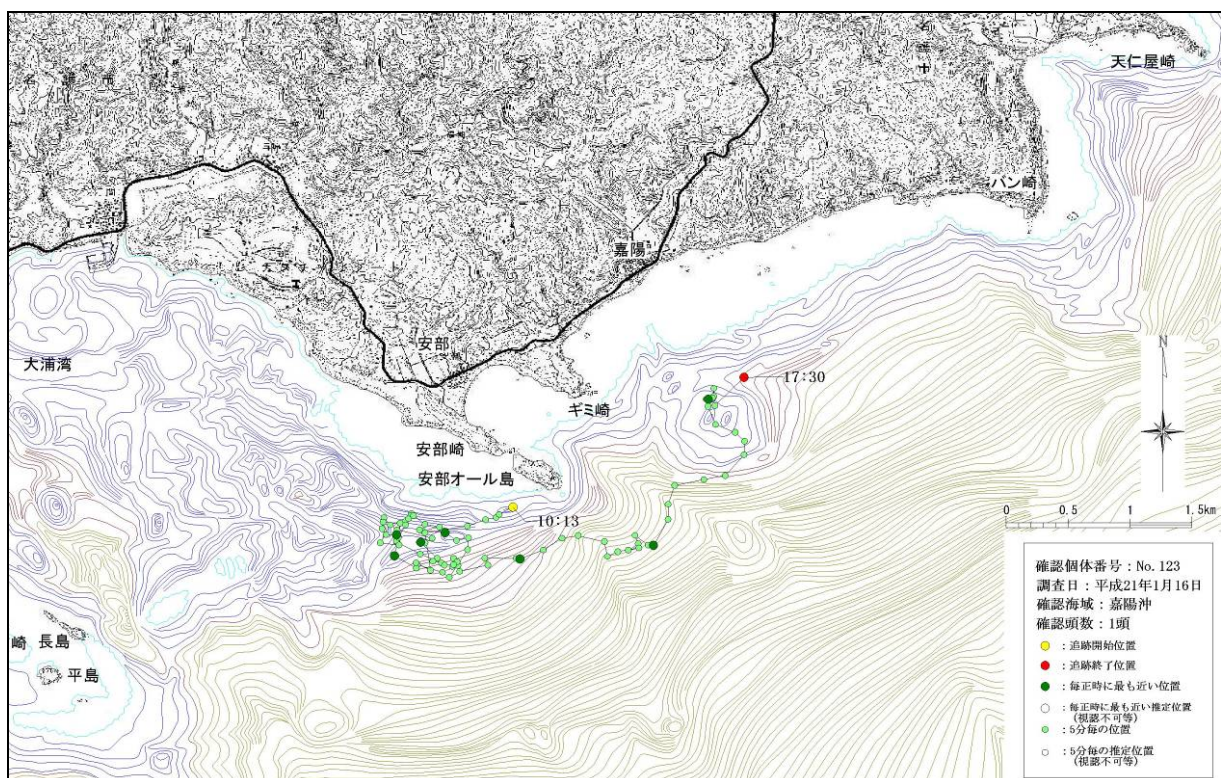 天仁屋崎
バン崎
嘉陽
安部
大浦湾
ギミ崎
安部崎
安部オール島
17:30
10:13
N
0 0.5 1 1.5km
崎
長島
平島
確認個体番号：No.123
調査日：平成21年1月16日
確認海域：嘉陽沖
確認頭数：1頭
：追跡開始位置
：追跡終了位置
：毎正時に最も近い位置
：毎正時に最も近い推定位置
(視認不可等)
：5分毎の位置
：5分毎の推定位置
(視認不可等)